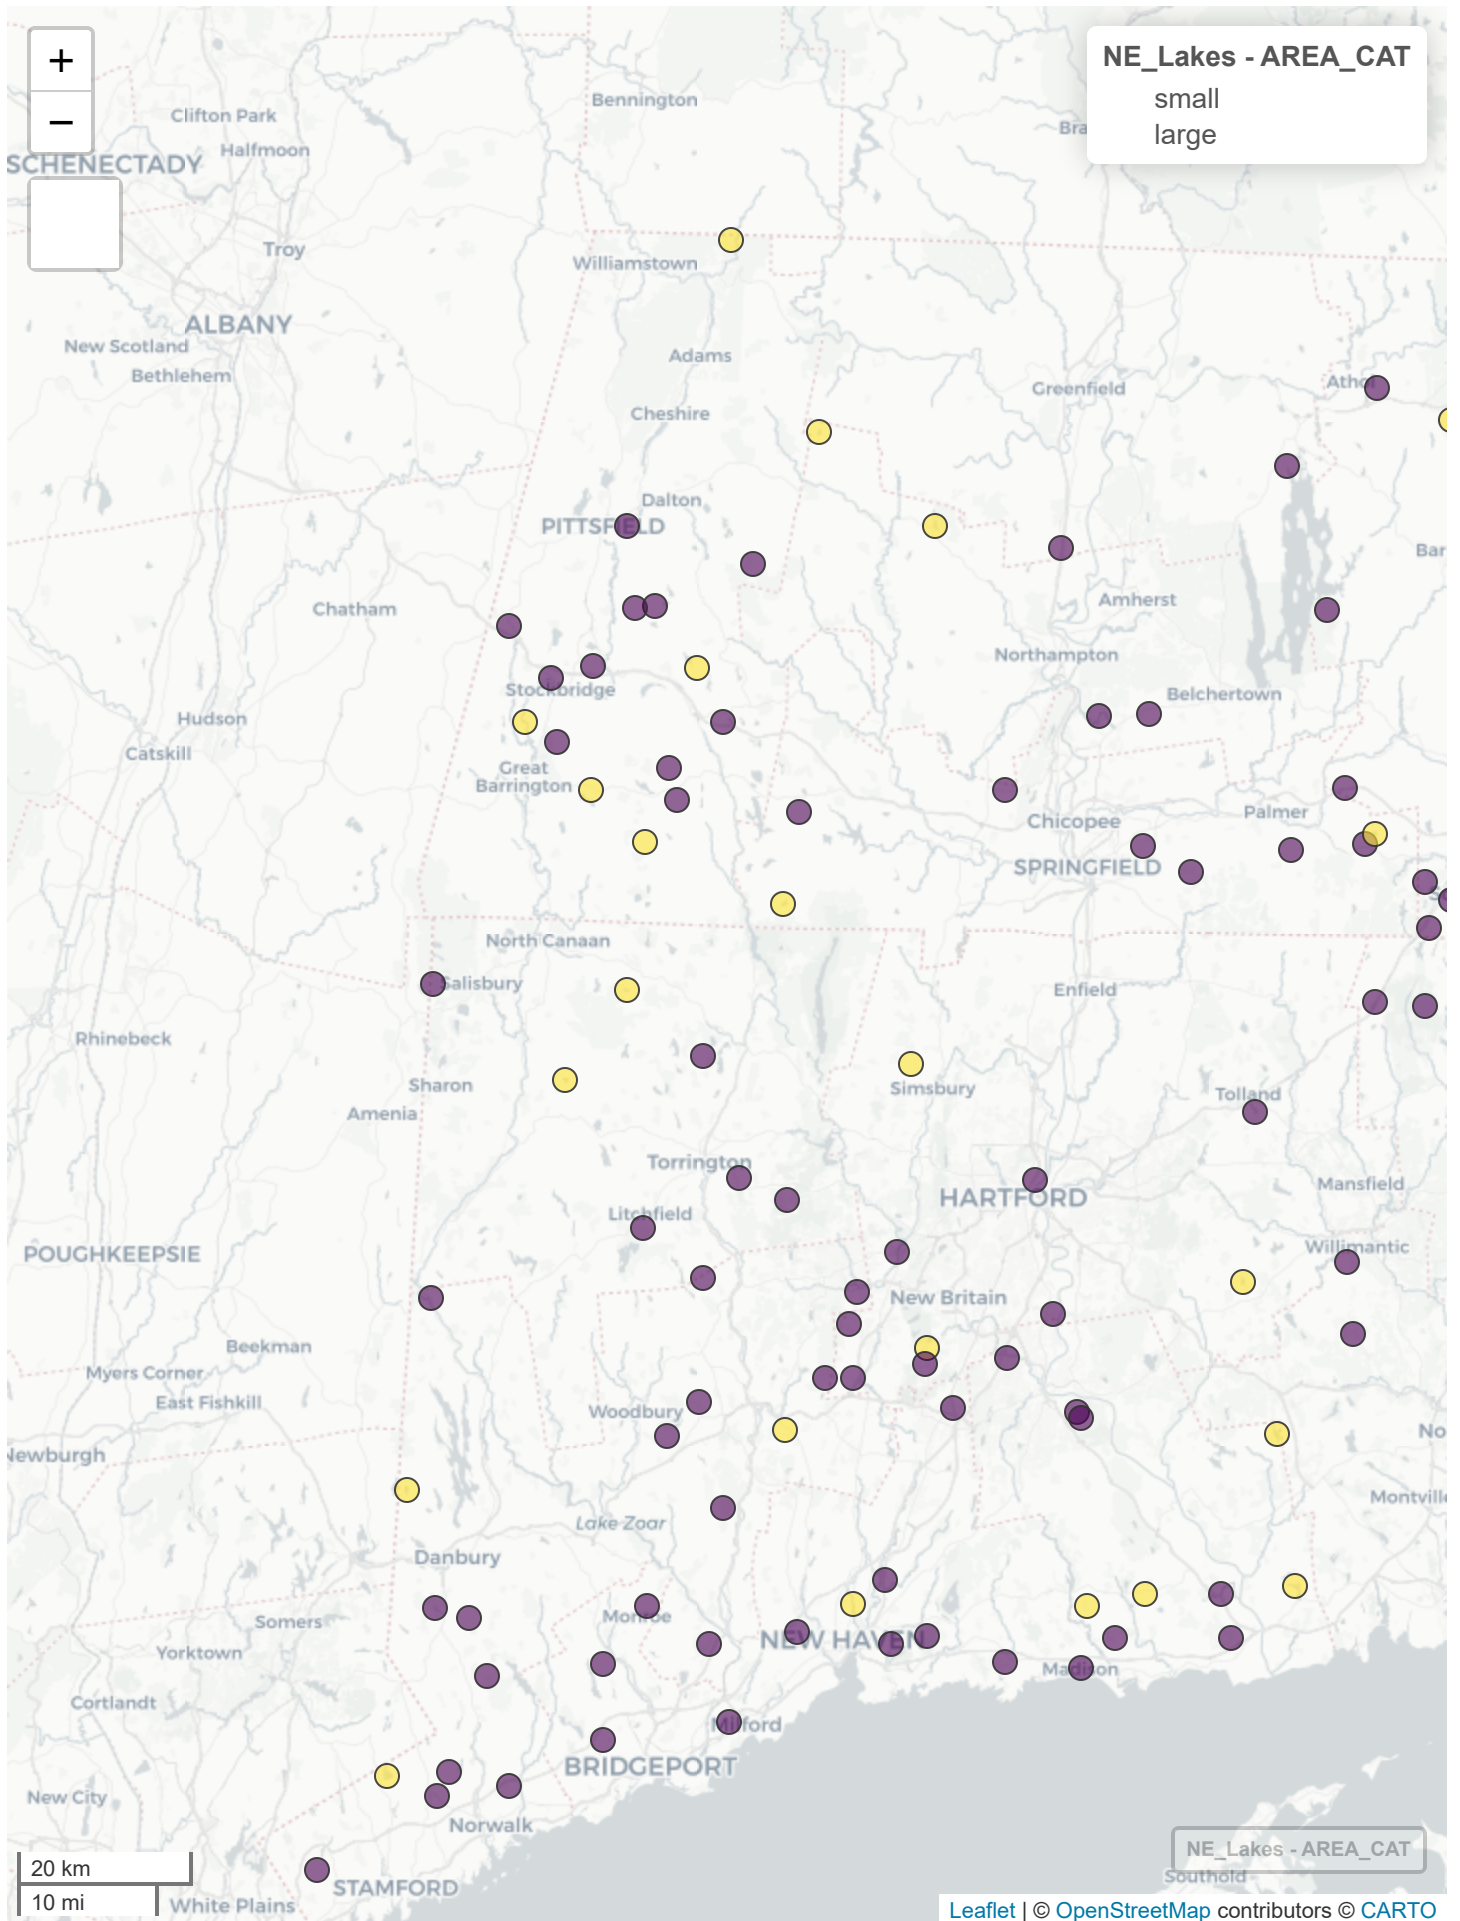 +
−
NE_Lakes - AREA_CAT
small
large
Bennington
Clifton Park
Bra
Halfmoon
SCHENECTADY
Troy
Williamstown
ALBANY
New Scotland
Adams
Bethlehem
Athol
Greenfield
Cheshire
Dalton
PITTSFIELD
Bar
Amherst
Chatham
Northampton
Stockbridge
Belchertown
Hudson
Catskill
Great
Barrington
Palmer
Chicopee
SPRINGFIELD
North Canaan
Salisbury
Enfield
Rhinebeck
Sharon
Simsbury
Tolland
Amenia
Torrington
Mansfield
HARTFORD
Litchfield
Willimantic
POUGHKEEPSIE
New Britain
Beekman
Myers Corner
East Fishkill
Woodbury
No
Newburgh
Montville
Lake Zoar
Danbury
Monroe
Somers
NEW HAVEN
Yorktown
Madison
Cortlandt
Milford
BRIDGEPORT
New City
Norwalk
NE_Lakes - AREA_CAT
20 km
Southold
STAMFORD
10 mi
White Plains
Leaflet | © OpenStreetMap contributors © CARTO